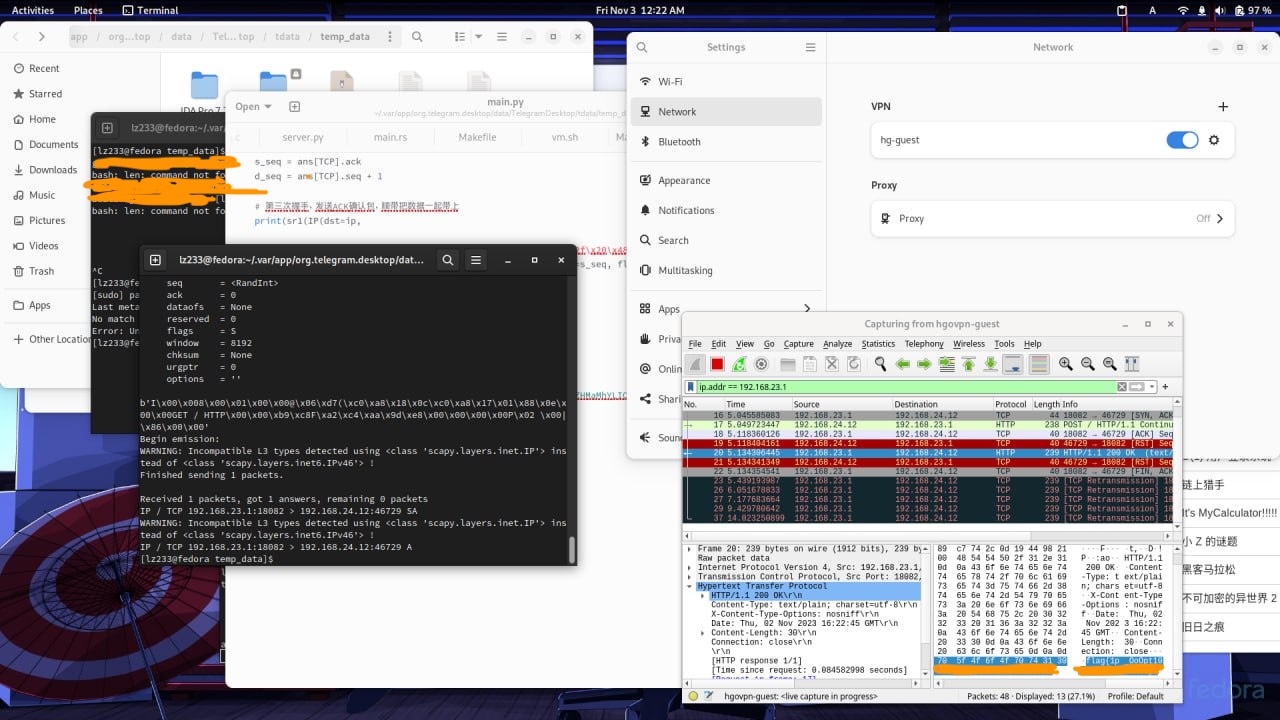 Activities Places Terminal
Fri Nov 3 12:22 AM
A 97 %
app / org…top / data / Tel…top / tdata / temp_data
Recent
Starred
Home
Documents
Downloads
Music
Pictures
Videos
Trash
Apps
Other Locatio
IDA Pro 7.
lz233@fedora:~/.va
[lz233@fedora temp_data]$
bash: len: command not fo
bash: len: command not fo
^C
[lz233@fe
[sudo] pa
Last meta
No match
Error: Un
[lz233@fe
Open
main.py
~/.var/app/org.telegram.desktop/data/TelegramDesktop/tdata/temp_d
server.py main.rs Makefile vm.sh Ma
s_seq = ans[TCP].ack
d_seq = ans[TCP].seq + 1
# 第三次握手，发送ACK确认包，顺带把数据一起带上
print(sr1(IP(dst=ip,
=s_seq, fl
lz233@fedora:~/.var/app/org.telegram.desktop/dat…
seq = <RandInt>
ack = 0
dataofs = None
reserved = 0
flags = S
window = 8192
chksum = None
urgptr = 0
options = ''
b'I\x00\x008\x00\x01\x00\x00@\x06\xd7(\xc0\xa8\x18\x0c\xc0\xa8\x17\x01\x88\x0e\x
00\x00GET / HTTP\x00\x00\xb9\xc8F\xa2\xc4\xaa\x9d\xe8\x00\x00\x00\x00P\x02 \x00|
\x86\x00\x00'
Begin emission:
WARNING: Incompatible L3 types detected using <class 'scapy.layers.inet.IP'> ins
tead of <class 'scapy.layers.inet6.IPv46'> !
Finished sending 1 packets.
Received 1 packets, got 1 answers, remaining 0 packets
IP / TCP 192.168.23.1:18082 > 192.168.24.12:46729 SA
WARNING: Incompatible L3 types detected using <class 'scapy.layers.inet.IP'> ins
tead of <class 'scapy.layers.inet6.IPv46'> !
IP / TCP 192.168.23.1:18082 > 192.168.24.12:46729 A
[lz233@fedora temp_data]$
Settings
Wi-Fi
Network
Bluetooth
Appearance
Notifications
Search
Multitasking
Apps
Priva
Onlin
Shari
Soun
Network
VPN
hg-guest
Proxy
Proxy Off
Capturing from hgovpn-guest
File Edit View Go Capture Analyze Statistics Telephony Wireless Tools Help
ip.addr == 192.168.23.1
No. Time Source Destination Protocol Length Info
16 5.045585083 192.168.23.1 192.168.24.12 TCP 44 18082 → 46729 [SYN, ACK
17 5.049723447 192.168.24.12 192.168.23.1 HTTP 238 POST / HTTP/1.1 Continu
18 5.118360126 192.168.23.1 192.168.24.12 TCP 40 18082 → 46729 [ACK] Seq
19 5.118404161 192.168.24.12 192.168.23.1 TCP 40 46729 → 18082 [RST] Seq
20 5.134306445 192.168.23.1 192.168.24.12 HTTP 239 HTTP/1.1 200 OK (text/
21 5.134341349 192.168.24.12 192.168.23.1 TCP 40 46729 → 18082 [RST] Seq
22 5.134354541 192.168.23.1 192.168.24.12 TCP 40 18082 → 46729 [FIN, ACK
23 5.439193987 192.168.23.1 192.168.24.12 TCP 239 [TCP Retransmission] 18
26 6.051678033 192.168.23.1 192.168.24.12 TCP 239 [TCP Retransmission] 18
27 7.177683664 192.168.23.1 192.168.24.12 TCP 239 [TCP Retransmission] 18
29 9.429780642 192.168.23.1 192.168.24.12 TCP 239 [TCP Retransmission] 18
37 14.023250899 192.168.23.1 192.168.24.12 TCP 239 [TCP Retransmission] 18
Frame 20: 239 bytes on wire (1912 bits), 239 by
Raw packet data
Internet Protocol Version 4, Src: 192.168.23.1,
Transmission Control Protocol, Src Port: 18082,
Hypertext Transfer Protocol
HTTP/1.1 200 OK\r\n
Content-Type: text/plain; charset=utf-8\r\n
X-Content-Type-Options: nosniff\r\n
Date: Thu, 02 Nov 2023 16:22:45 GMT\r\n
Content-Length: 30\r\n
Connection: close\r\n
\r\n
[HTTP response 1/1]
[Time since request: 0.084582998 seconds]
89 c7 74 2c 0d 19 44 98 21
00 48 54 54 50 2f 31 2e 31 P··:ao·· HTTP/1.1
0a 43 6f 6e 74 65 6e 74 2d 200 OK· ·Content
64 65 78 74 2f 70 6c 61 69 -Type: t ext/plai
73 65 74 3d 75 74 66 2d 38 n; chars et=utf-8
74 65 6e 74 2d 54 79 70 65 ··X-Cont ent-Type
3a 20 6e 6f 73 6e 69 66 66 -Options : nosnif
3a 20 54 68 75 2c 20 30 32 f··Date: Thu, 02
33 20 31 36 3a 32 32 3a 34 Nov 202 3 16:22:
0a 43 6f 6e 74 65 6e 74 2d 45 GMT·· Content-
33 30 0d 0a 43 6f 6e 6e 65 Length: 30··Conn
20 63 6c 6f 73 65 0d 0a 0d ection: close···
70 5f 4f 6f 4f 70 74 31 30 ·flag{ip _OoOpt10
hgovpn-guest: <live capture in progress>
Packets: 48 · Displayed: 13 (27.1%)
Profile: Default
链上猎手
It's MyCalculator!!!!!
小 Z 的谜题
黑客马拉松
不可加密的异世界 2
旧日之痕
fedora